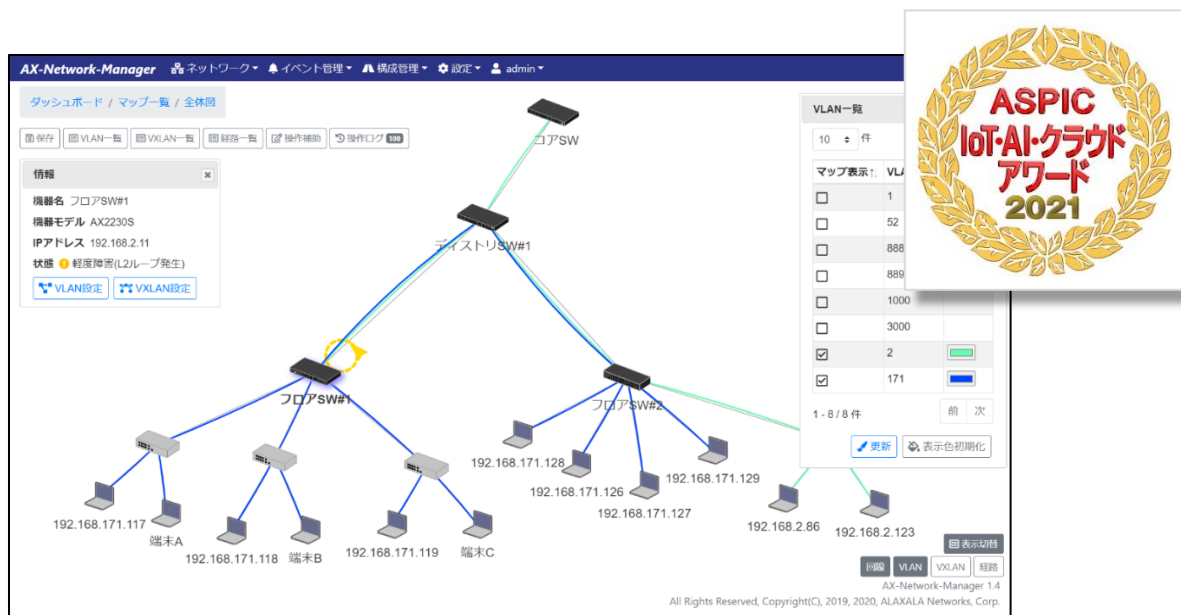 AX-Network-Manager ネットワーク イベント管理 構成管理 設定 admin
ダッシュボード / マップ一覧 / 全体図
保存 VLAN一覧 VXLAN一覧 経路一覧 操作補助 操作ログ 100
情報
機器名 フロアSW#1
機器モデル AX2230S
IPアドレス 192.168.2.11
状態 軽度障害(L2ループ発生)
VLAN設定 VXLAN設定
コアSW
ディストリSW#1
フロアSW#1
フロアSW#2
192.168.171.117
端末A
192.168.171.118
端末B
192.168.171.119
端末C
192.168.171.128
192.168.171.126
192.168.171.127
192.168.171.129
192.168.2.86
192.168.2.123
VLAN一覧
10 件
マップ表示
1
52
888
889
1000
3000
2
171
1 - 8 / 8 件
前 次
更新 表示色初期化
表示切替
回線 VLAN VXLAN 経路
AX-Network-Manager 1.4
All Rights Reserved, Copyright(C), 2019, 2020, ALAXALA Networks, Corp.
ASPIC
IoT・AI・クラウド
アワード
2021